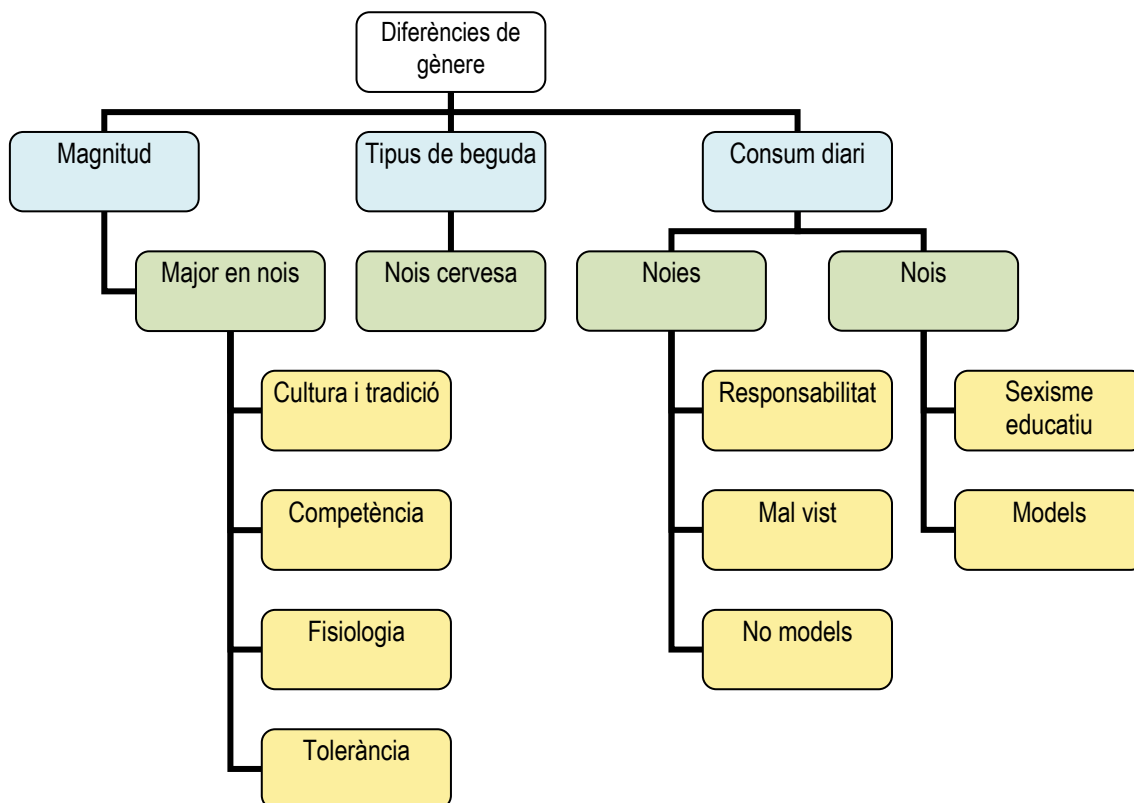 Diferències de
gènere
Magnitud
Tipus de beguda
Consum diari
Major en nois
Nois cervesa
Noies
Nois
Cultura i tradició
Responsabilitat
Sexisme
educatiu
Competència
Mal vist
Models
Fisiologia
No models
Tolerància